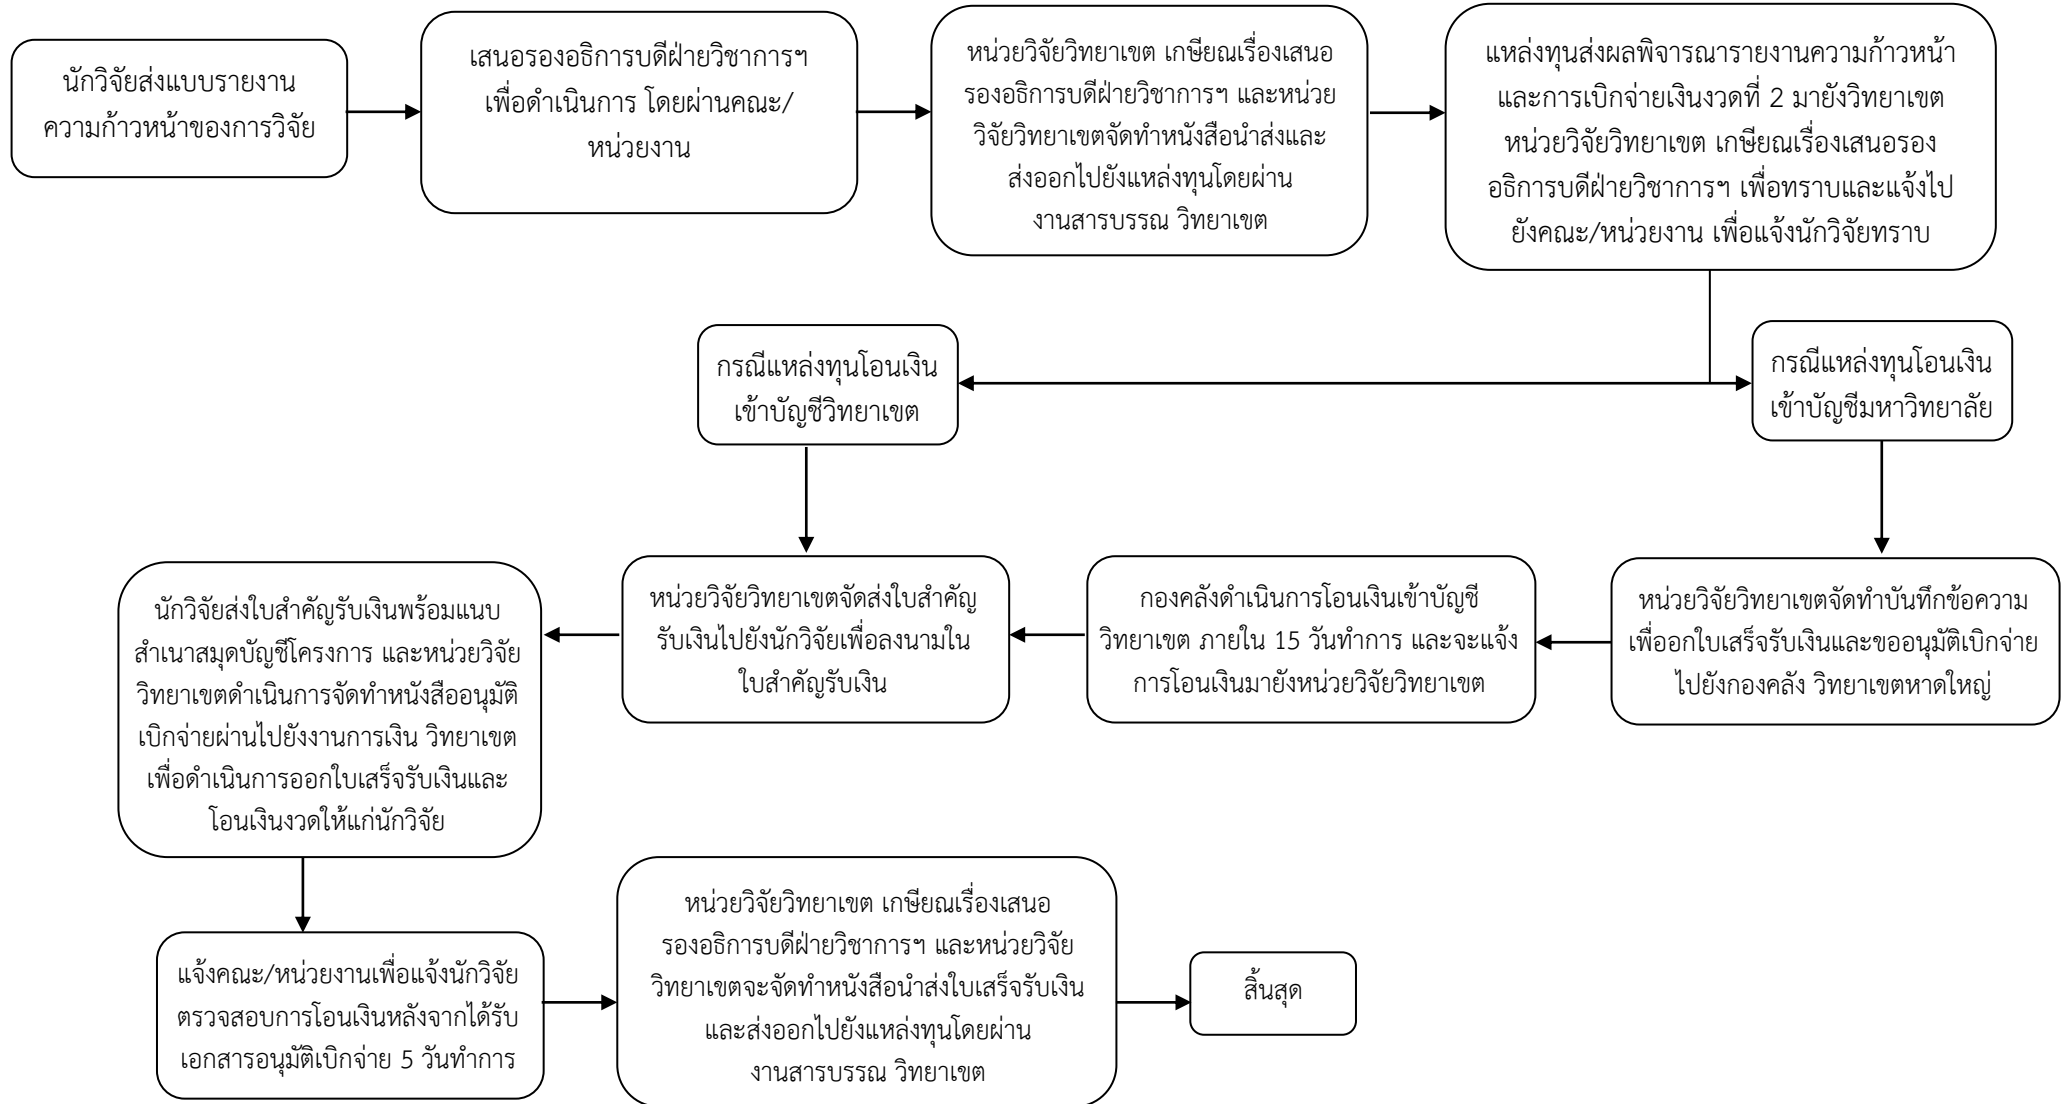 นักวิจัยส่งแบบรายงาน
ความก้าวหน้าของการวิจัย
เสนอรองอธิการบดีฝ่ายวิชาการฯ
เพื่อดำเนินการ โดยผ่านคณะ/
หน่วยงาน
หน่วยวิจัยวิทยาเขต เกษียณเรื่องเสนอ
รองอธิการบดีฝ่ายวิชาการฯ และหน่วย
วิจัยวิทยาเขตจัดทำหนังสือนำส่งและ
ส่งออกไปยังแหล่งทุนโดยผ่าน
งานสารบรรณ วิทยาเขต
แหล่งทุนส่งผลพิจารณารายงานความก้าวหน้า
และการเบิกจ่ายเงินงวดที่ 2 มายังวิทยาเขต
หน่วยวิจัยวิทยาเขต เกษียณเรื่องเสนอรอง
อธิการบดีฝ่ายวิชาการฯ เพื่อทราบและแจ้งไป
ยังคณะ/หน่วยงาน เพื่อแจ้งนักวิจัยทราบ
กรณีแหล่งทุนโอนเงิน
เข้าบัญชีวิทยาเขต
กรณีแหล่งทุนโอนเงิน
เข้าบัญชีมหาวิทยาลัย
หน่วยวิจัยวิทยาเขตจัดทำบันทึกข้อความ
เพื่อออกใบเสร็จรับเงินและขออนุมัติเบิกจ่าย
ไปยังกองคลัง วิทยาเขตหาดใหญ่
กองคลังดำเนินการโอนเงินเข้าบัญชี
วิทยาเขต ภายใน 15 วันทำการ และจะแจ้ง
การโอนเงินมายังหน่วยวิจัยวิทยาเขต
หน่วยวิจัยวิทยาเขตจัดส่งใบสำคัญ
รับเงินไปยังนักวิจัยเพื่อลงนามใน
ใบสำคัญรับเงิน
นักวิจัยส่งใบสำคัญรับเงินพร้อมแนบ
สำเนาสมุดบัญชีโครงการ และหน่วยวิจัย
วิทยาเขตดำเนินการจัดทำหนังสืออนุมัติ
เบิกจ่ายผ่านไปยังงานการเงิน วิทยาเขต
เพื่อดำเนินการออกใบเสร็จรับเงินและ
โอนเงินงวดให้แก่นักวิจัย
แจ้งคณะ/หน่วยงานเพื่อแจ้งนักวิจัย
ตรวจสอบการโอนเงินหลังจากได้รับ
เอกสารอนุมัติเบิกจ่าย 5 วันทำการ
หน่วยวิจัยวิทยาเขต เกษียณเรื่องเสนอ
รองอธิการบดีฝ่ายวิชาการฯ และหน่วยวิจัย
วิทยาเขตจะจัดทำหนังสือนำส่งใบเสร็จรับเงิน
และส่งออกไปยังแหล่งทุนโดยผ่าน
งานสารบรรณ วิทยาเขต
สิ้นสุด